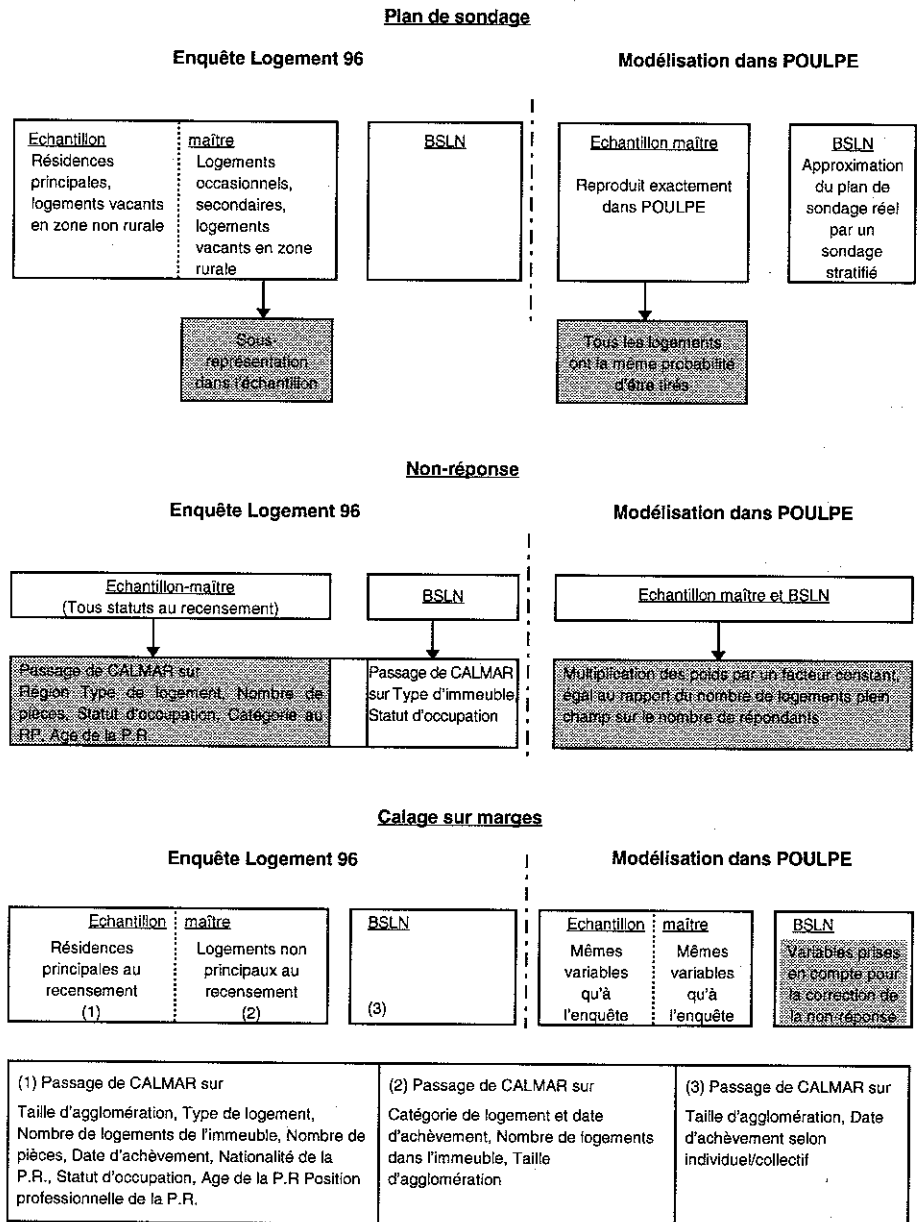 Plan de sondage
Enquête Logement 96
Modélisation dans POULPE
Echantillon
Résidences
principales,
logements vacants
en zone non rurale
maître
Logements
occasionnels,
secondaires,
logements
vacants en zone
rurale
BSLN
Echantillon maître
Reproduit exactement
dans POULPE
BSLN
Approximation
du plan de
sondage réel
par un
sondage
stratifié
Sous-
représentation
dans l'échantillon
Tous les logements
ont la même probabilité
d'être tirés
Non-réponse
Enquête Logement 96
Modélisation dans POULPE
Echantillon-maître
(Tous statuts au recensement)
BSLN
Echantillon maître et BSLN
Passage de CALMAR sur
Région Type de logement, Nombre de
pièces, Statut d'occupation, Catégorie au
RP, Age de la P.R.
Passage de CALMAR
sur Type d'immeuble,
Statut d'occupation
Multiplication des poids par un facteur constant,
égal au rapport du nombre de logements plein
champ sur le nombre de répondants
Calage sur marges
Enquête Logement 96
Modélisation dans POULPE
Echantillon
Résidences
principales au
recensement
(1)
maître
Logements non
principaux au
recensement
(2)
BSLN
(3)
Echantillon
Mêmes
variables
qu'à
l'enquête
maître
Mêmes
variables
qu'à
l'enquête
BSLN
Variables prises
en compte pour
la correction de
la non-réponse
(1) Passage de CALMAR sur
Taille d'agglomération, Type de logement,
Nombre de logements de l'immeuble, Nombre de
pièces, Date d'achèvement, Nationalité de la
P.R., Statut d'occupation, Age de la P.R Position
professionnelle de la P.R.
(2) Passage de CALMAR sur
Catégorie de logement et date
d'achèvement, Nombre de logements
dans l'immeuble, Taille
d'agglomération
(3) Passage de CALMAR sur
Taille d'agglomération, Date
d'achèvement selon
individuel/collectif